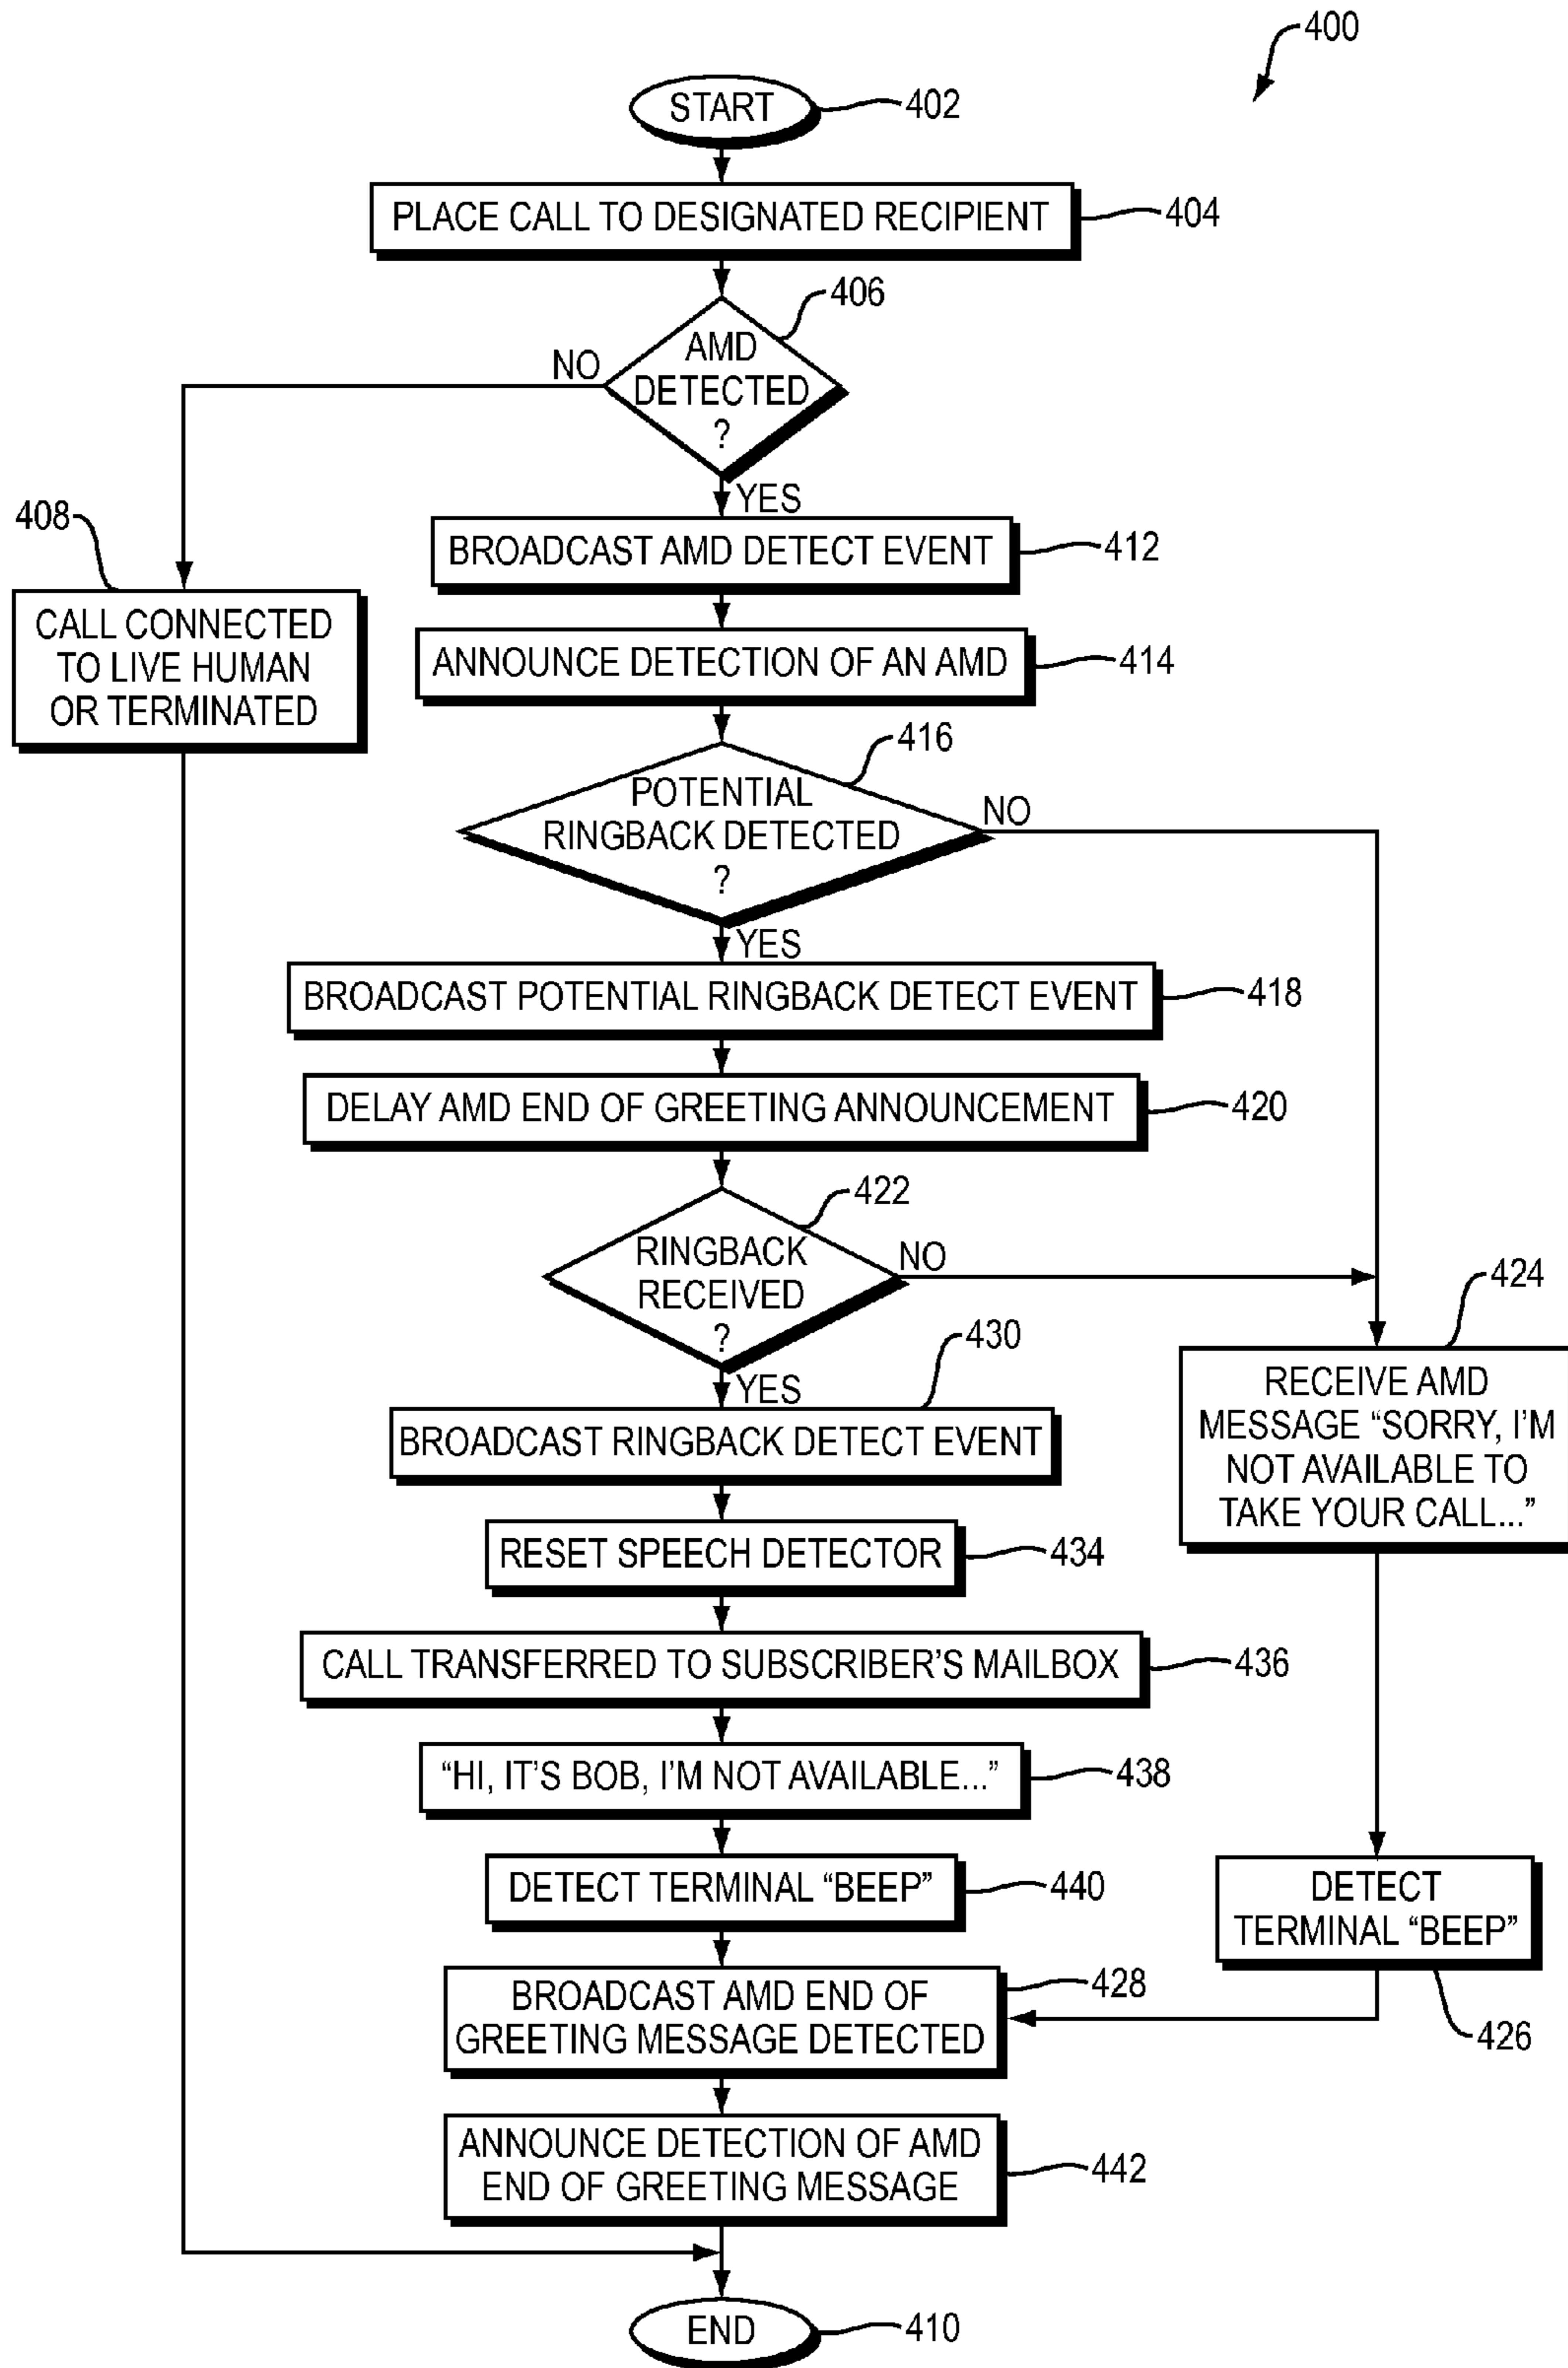 400
START
402
PLACE CALL TO DESIGNATED RECIPIENT
404
406
AMD
DETECTED
?
NO
YES
408
CALL CONNECTED
TO LIVE HUMAN
OR TERMINATED
BROADCAST AMD DETECT EVENT
412
ANNOUNCE DETECTION OF AN AMD
414
416
POTENTIAL
RINGBACK DETECTED
?
NO
YES
BROADCAST POTENTIAL RINGBACK DETECT EVENT
418
DELAY AMD END OF GREETING ANNOUNCEMENT
420
422
RINGBACK
RECEIVED
?
NO
YES
424
RECEIVE AMD
MESSAGE “SORRY, I’M
NOT AVAILABLE TO
TAKE YOUR CALL...”
430
BROADCAST RINGBACK DETECT EVENT
RESET SPEECH DETECTOR
434
CALL TRANSFERRED TO SUBSCRIBER’S MAILBOX
436
“HI, IT’S BOB, I’M NOT AVAILABLE...”
438
DETECT TERMINAL “BEEP”
440
DETECT
TERMINAL “BEEP”
426
BROADCAST AMD END OF
GREETING MESSAGE DETECTED
428
ANNOUNCE DETECTION OF AMD
END OF GREETING MESSAGE
442
END
410